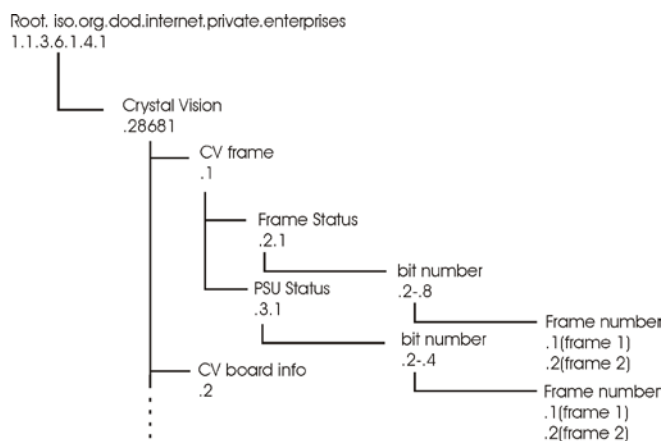 Root. iso.org.dod.internet.private.enterprises
1.1.3.6.1.4.1
Crystal Vision
.28681
CV frame
.1
Frame Status
.2.1
bit number
.2-.8
PSU Status
.3.1
Frame number
.1(frame 1)
.2(frame 2)
bit number
.2-.4
CV board info
.2
Frame number
.1(frame 1)
.2(frame 2)